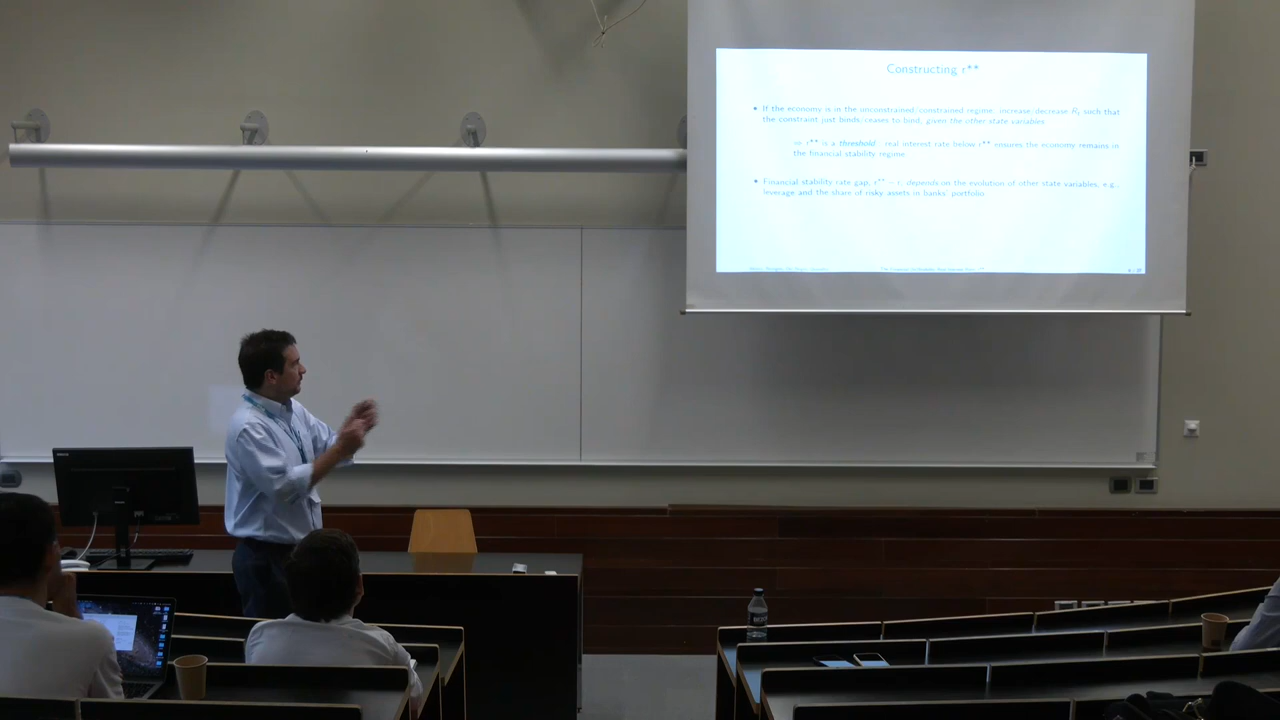 Constructing r**
• If the economy is in the unconstrained/constrained regime, increase/decrease R_t such that
the constraint just binds/ceases to bind, given the other state variables
⇒ r** is a threshold: real interest rate below r** ensures the economy remains in
the financial stability regime.
• Financial stability rate gap, r** − r, depends on the evolution of other state variables, e.g.,
leverage and the share of risky assets in banks' portfolio